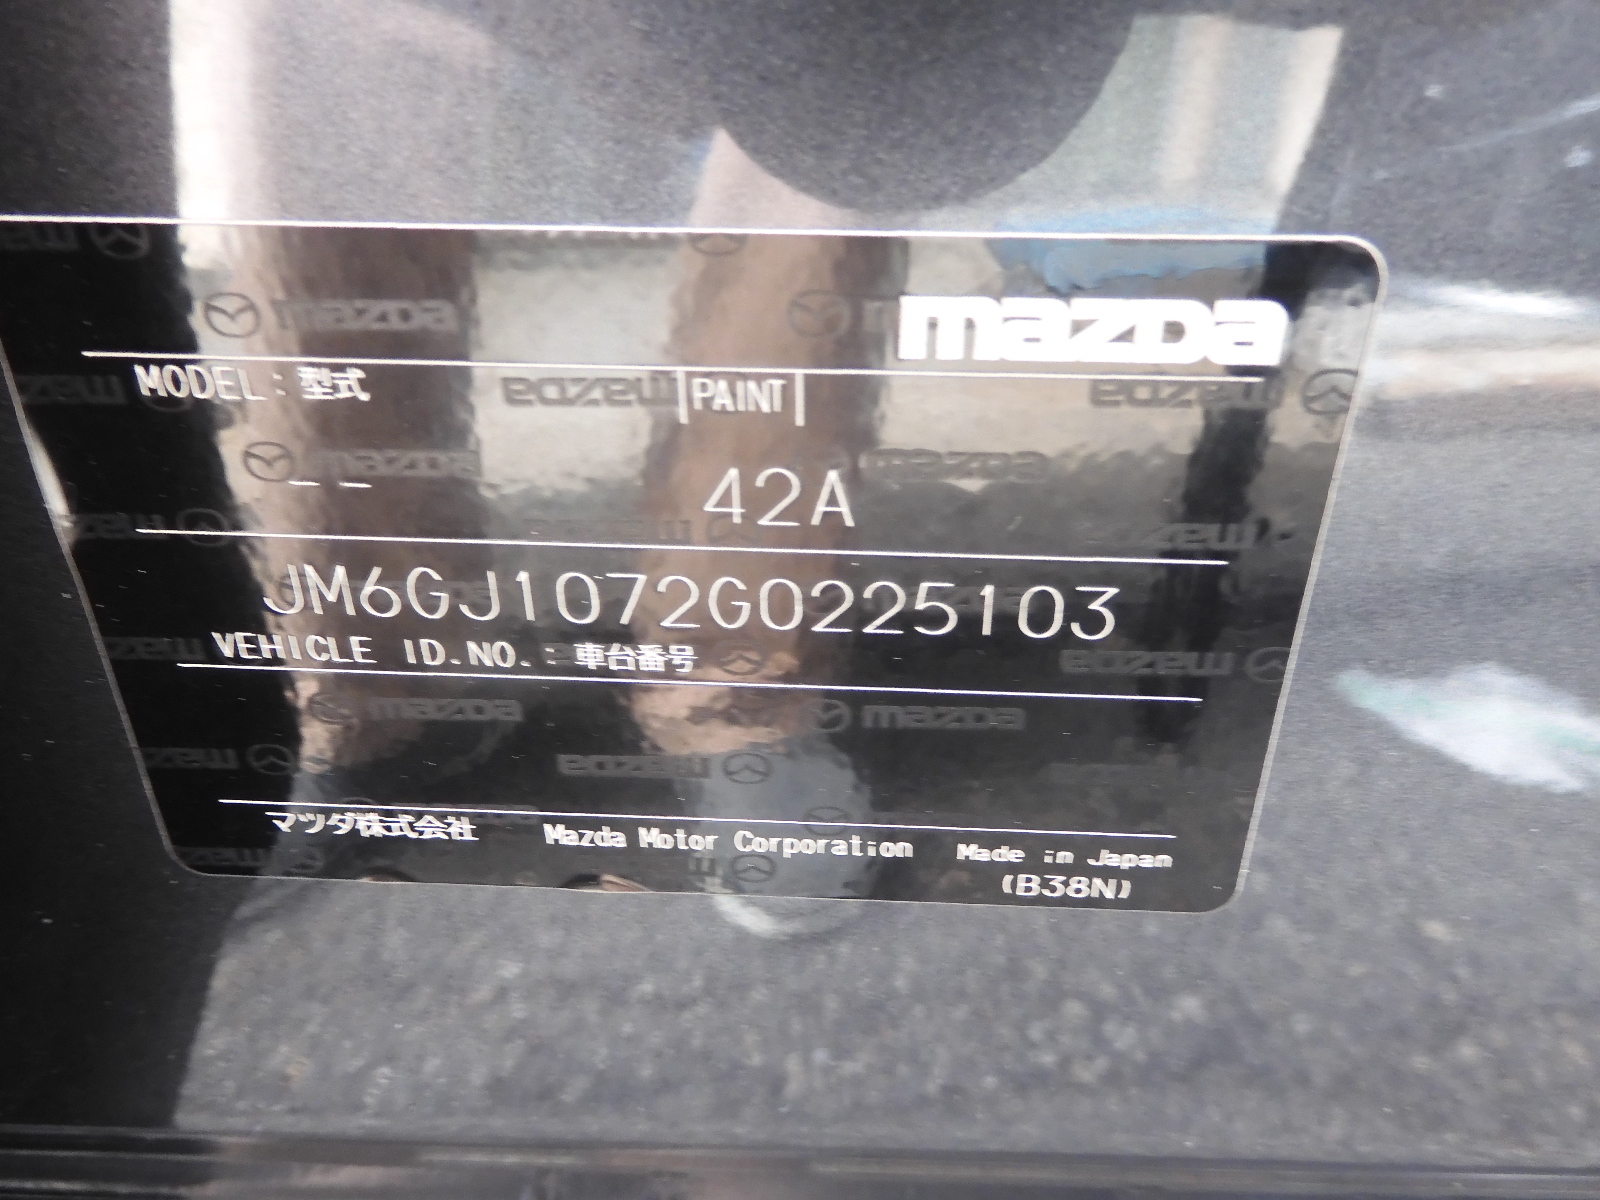 mazda
MODEL: 型式 PAINT
-- 42A
JM6GJ1072G0225103
VEHICLE ID.NO.: 車台番号
マツダ株式会社 Mazda Motor Corporation Made in Japan
(B38N)